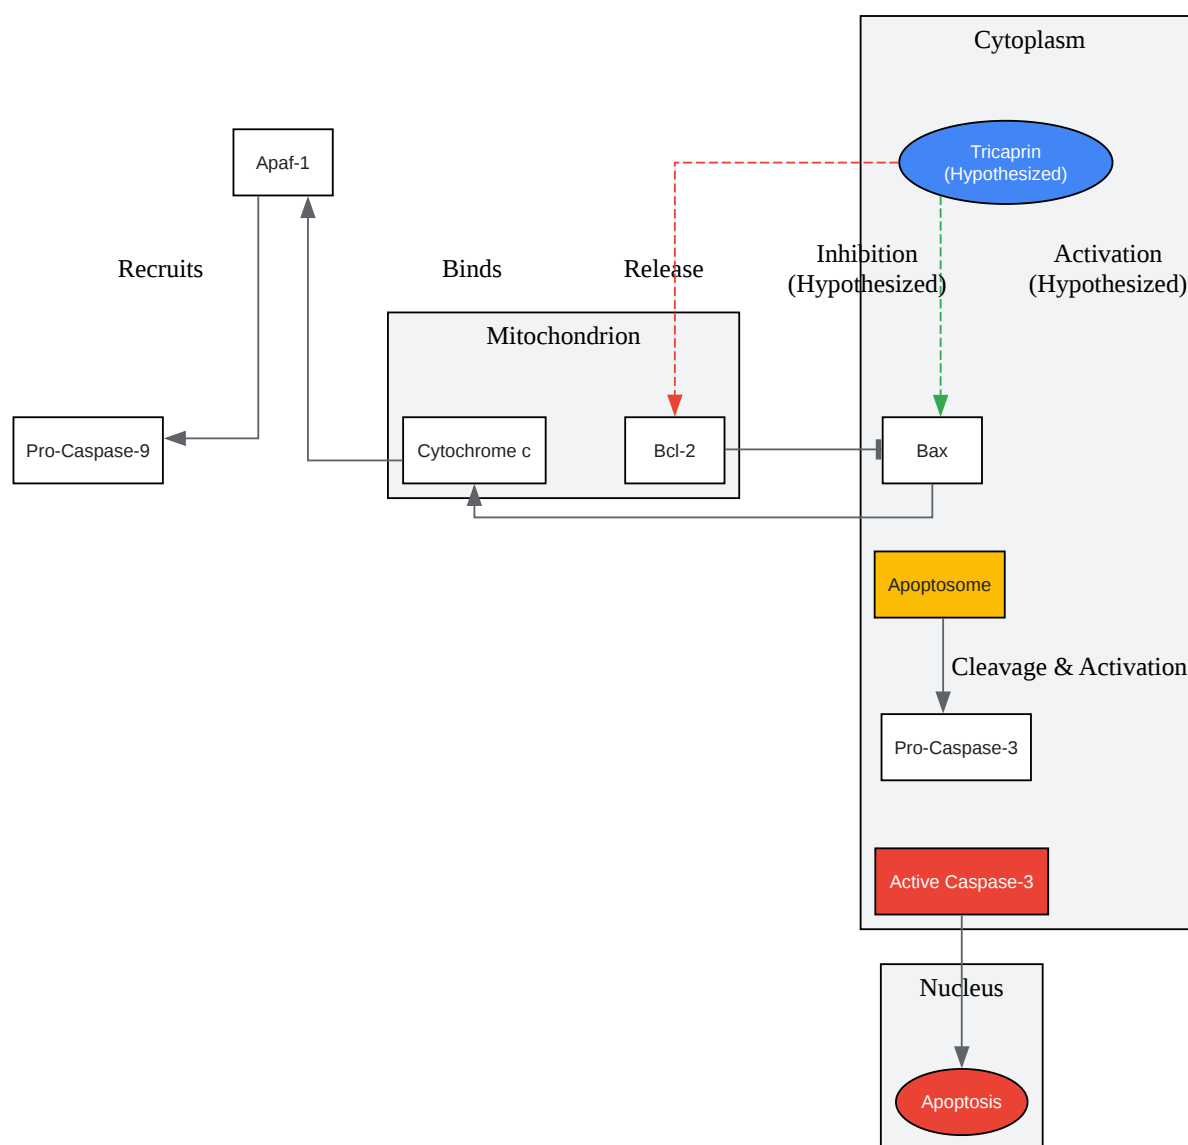 Cytoplasm
Tricaprin
(Hypothesized)
Apaf-1
Recruits
Binds
Release
Inhibition
(Hypothesized)
Activation
(Hypothesized)
Mitochondrion
Pro-Caspase-9
Cytochrome c
Bcl-2
Bax
Apoptosome
Cleavage & Activation
Pro-Caspase-3
Active Caspase-3
Nucleus
Apoptosis